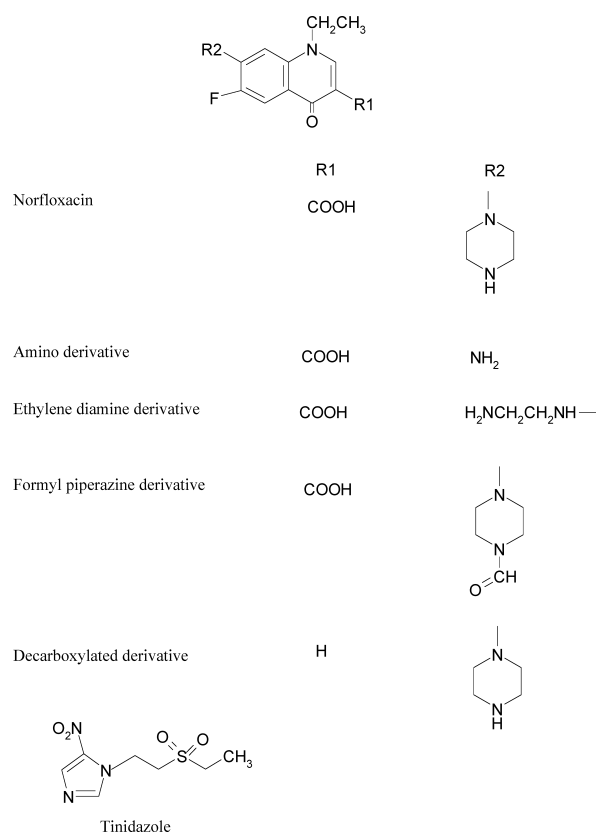 CH2CH3
R2 N
F R1
O
R1 R2
Norfloxacin COOH N
N
H
Amino derivative COOH NH2
Ethylene diamine derivative COOH H2NCH2CH2NH
Formyl piperazine derivative COOH N
N
O CH
Decarboxylated derivative H N
N
H
O2N O O
N S CH3
N
Tinidazole